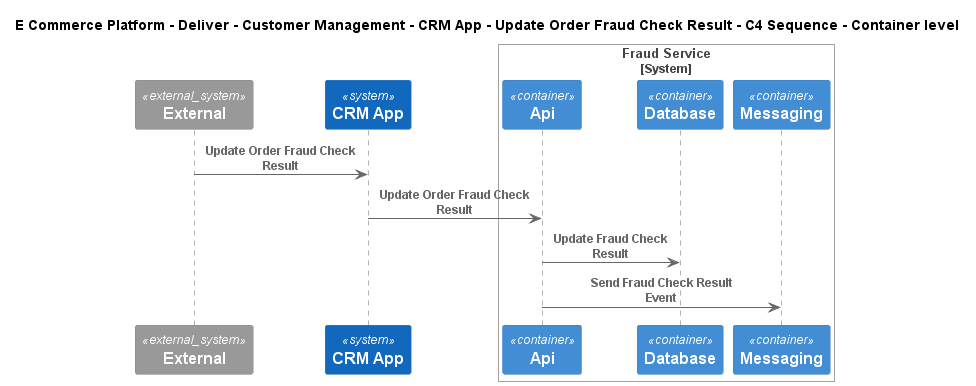 E Commerce Platform - Deliver - Customer Management - CRM App - Update Order Fraud Check Result - C4 Sequence - Container level
Fraud Service
[System]
«external_system»
External
«system»
CRM App
«container»
Api
«container»
Database
«container»
Messaging
Update Order Fraud Check
Result
Update Order Fraud Check
Result
Update Fraud Check
Result
Send Fraud Check Result
Event
«external_system»
External
«system»
CRM App
«container»
Api
«container»
Database
«container»
Messaging